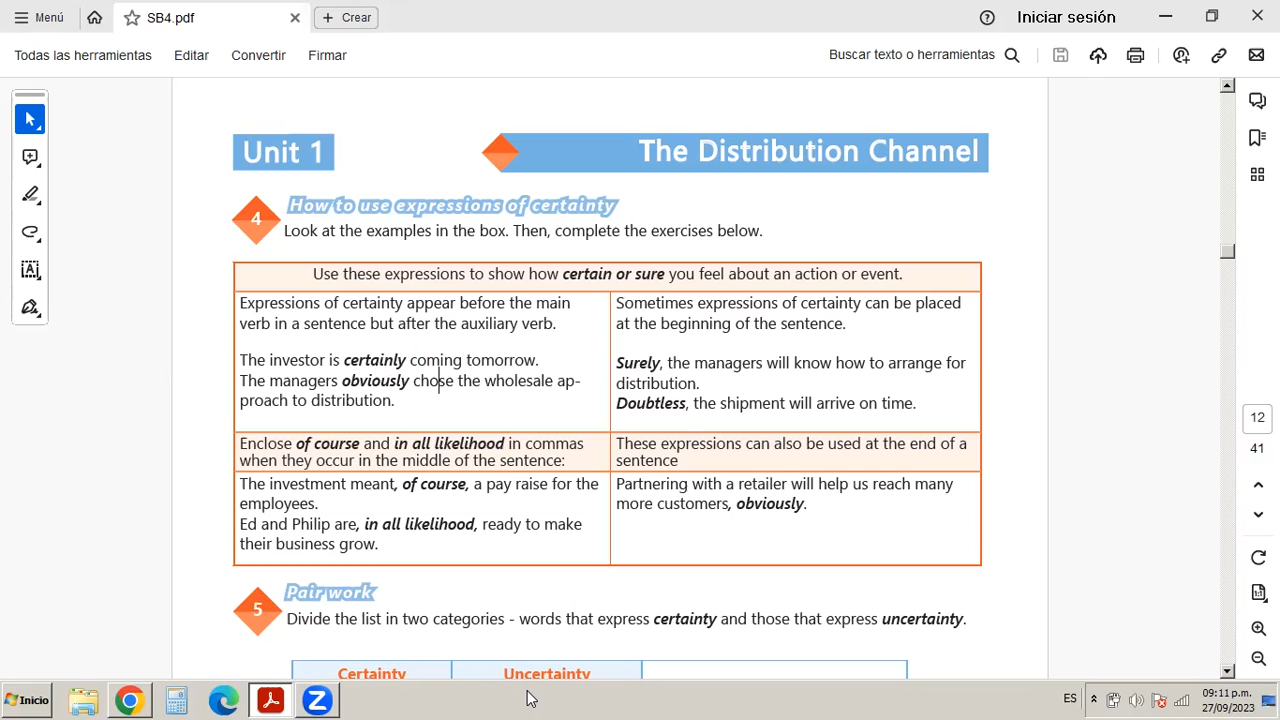 Menú
SB4.pdf
Crear
Iniciar sesión
Todas las herramientas
Editar
Convertir
Firmar
Buscar texto o herramientas
Unit 1
The Distribution Channel
4
How to use expressions of certainty
Look at the examples in the box. Then, complete the exercises below.
Use these expressions to show how certain or sure you feel about an action or event.
Expressions of certainty appear before the main
verb in a sentence but after the auxiliary verb.
The investor is certainly coming tomorrow.
The managers obviously chose the wholesale ap-
proach to distribution.
Sometimes expressions of certainty can be placed
at the beginning of the sentence.
Surely, the managers will know how to arrange for
distribution.
Doubtless, the shipment will arrive on time.
Enclose of course and in all likelihood in commas
when they occur in the middle of the sentence:
These expressions can also be used at the end of a
sentence
The investment meant, of course, a pay raise for the
employees.
Ed and Philip are, in all likelihood, ready to make
their business grow.
Partnering with a retailer will help us reach many
more customers, obviously.
5
Pair work
Divide the list in two categories - words that express certainty and those that express uncertainty.
Certainty
Uncertainty
12
41
1:1
Inicio
ES
09:11 p.m.
27/09/2023